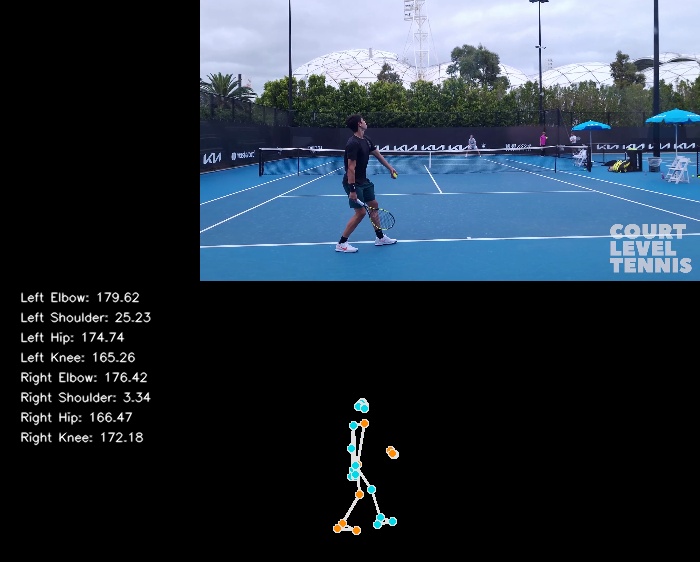 KIA
COURT
LEVEL
TENNIS
Left Elbow: 179.62
Left Shoulder: 25.23
Left Hip: 174.74
Left Knee: 165.26
Right Elbow: 176.42
Right Shoulder: 3.34
Right Hip: 166.47
Right Knee: 172.18